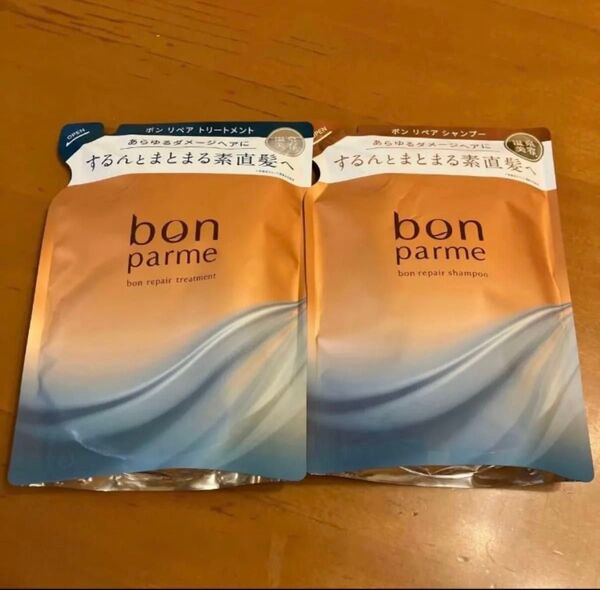 OPEN
ボン リペア トリートメント
あらゆるダメージヘアに
するんとまとまる素直髪へ
bon
parme
bon repair treatment
ボン リペア シャンプー
あらゆるダメージヘアに
するんとまとまる素直髪へ
温泉
美容
bon
parme
bon repair shampoo